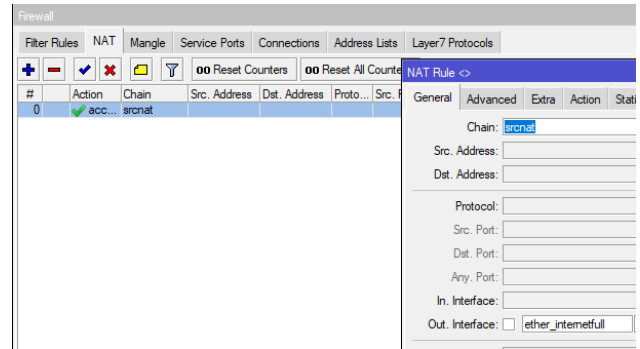 Firewall
Filter Rules NAT Mangle Service Ports Connections Address Lists Layer7 Protocols
00 Reset Counters 00 Reset All Counte
# Action Chain Src. Address Dst. Address Proto... Src. F
0 acc... srcnat
NAT Rule <>
General Advanced Extra Action Stati
Chain: srcnat
Src. Address:
Dst. Address:
Protocol:
Src. Port:
Dst. Port:
Any. Port:
In. Interface:
Out. Interface: ether_internetfull